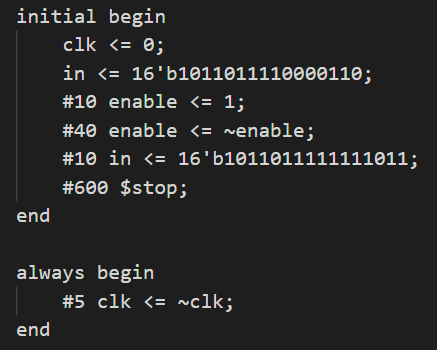 initial begin
    clk <= 0;
    in <= 16'b1011011110000110;
    #10 enable <= 1;
    #40 enable <= ~enable;
    #10 in <= 16'b1011011111111011;
    #600 $stop;
end

always begin
    #5 clk <= ~clk;
end